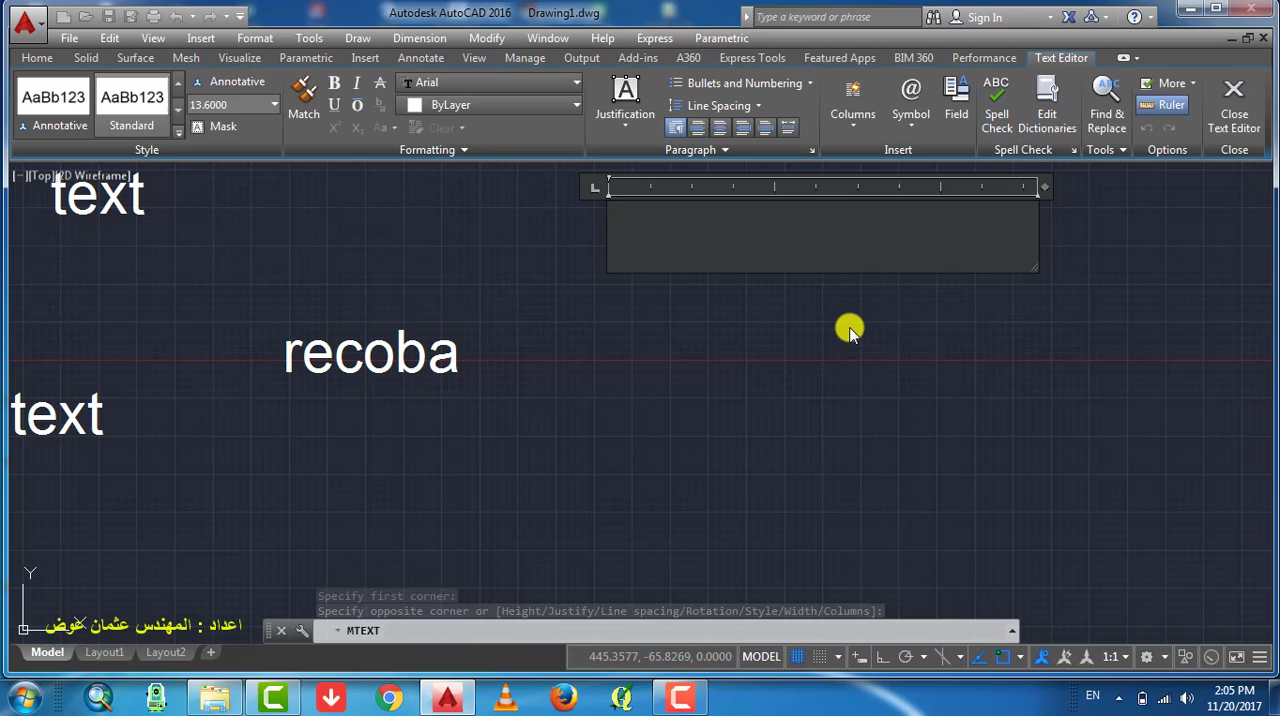 Autodesk AutoCAD 2016 Drawing1.dwg
Type a keyword or phrase
Sign In
File Edit View Insert Format Tools Draw Dimension Modify Window Help Express Parametric
Home Solid Surface Mesh Visualize Parametric Insert Annotate View Manage Output Add-ins A360 Express Tools Featured Apps BIM 360 Performance Text Editor
AaBb123 AaBb123
Annotative Standard
Annotative
13.6000
Mask
Style
Match
Arial
ByLayer
Clear
Formatting
Justification
Bullets and Numbering
Line Spacing
Paragraph
Columns Symbol Field
Insert
Spell Check
Edit Dictionaries
Spell Check
Find & Replace
Tools
More
Ruler
Options
Close Text Editor
Close
[−][Top][2D Wireframe]
text
recoba
text
Y
X
اعداد : المهندس عثمان عوض
Specify first corner:
Specify opposite corner or [Height/Justify/Line spacing/Rotation/Style/Width/Columns]:
MTEXT
Model Layout1 Layout2 +
445.3577, -65.8269, 0.0000 MODEL
1:1
EN
2:05 PM
11/20/2017